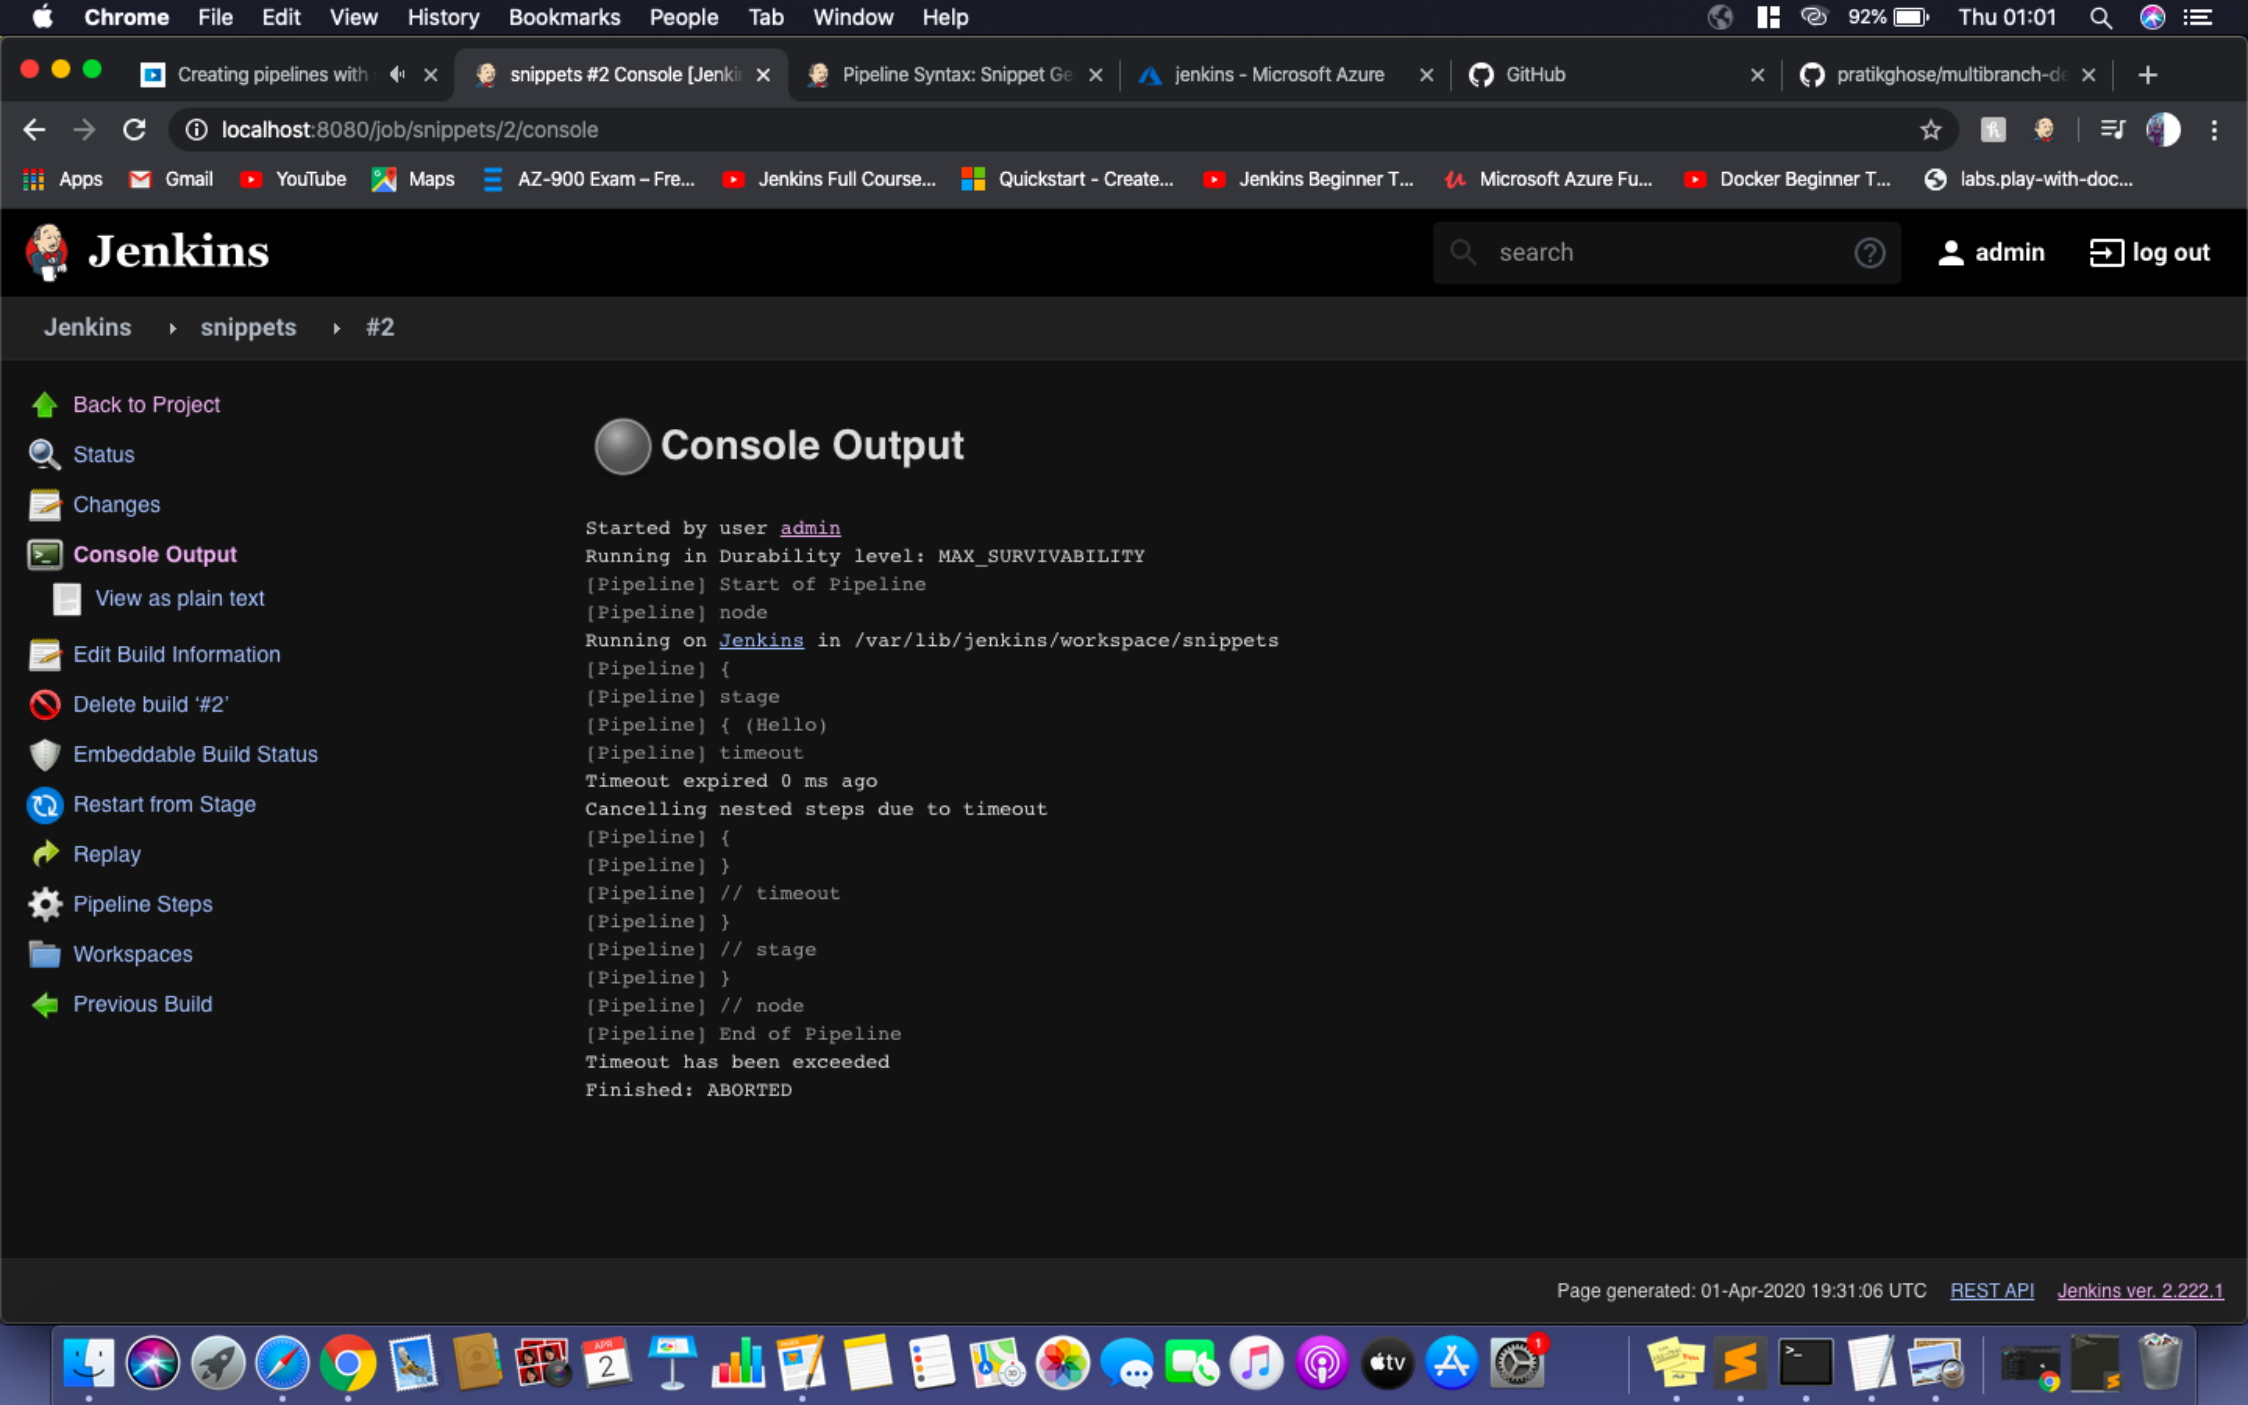 Chrome File Edit View History Bookmarks People Tab Window Help 92% Thu 01:01
Creating pipelines with snippets #2 Console [Jenki Pipeline Syntax: Snippet Ge jenkins - Microsoft Azure GitHub pratikghose/multibranch-de
localhost:8080/job/snippets/2/console
Apps Gmail YouTube Maps AZ-900 Exam – Fre... Jenkins Full Course... Quickstart - Create... Jenkins Beginner T... Microsoft Azure Fu... Docker Beginner T... labs.play-with-doc...
Jenkins search admin log out
Jenkins snippets #2
Back to Project
Status
Changes
Console Output
View as plain text
Edit Build Information
Delete build ‘#2’
Embeddable Build Status
Restart from Stage
Replay
Pipeline Steps
Workspaces
Previous Build
Console Output
Started by user admin
Running in Durability level: MAX_SURVIVABILITY
[Pipeline] Start of Pipeline
[Pipeline] node
Running on Jenkins in /var/lib/jenkins/workspace/snippets
[Pipeline] {
[Pipeline] stage
[Pipeline] { (Hello)
[Pipeline] timeout
Timeout expired 0 ms ago
Cancelling nested steps due to timeout
[Pipeline] {
[Pipeline] }
[Pipeline] // timeout
[Pipeline] }
[Pipeline] // stage
[Pipeline] }
[Pipeline] // node
[Pipeline] End of Pipeline
Timeout has been exceeded
Finished: ABORTED
Page generated: 01-Apr-2020 19:31:06 UTC REST API Jenkins ver. 2.222.1
APR
2
tv
1